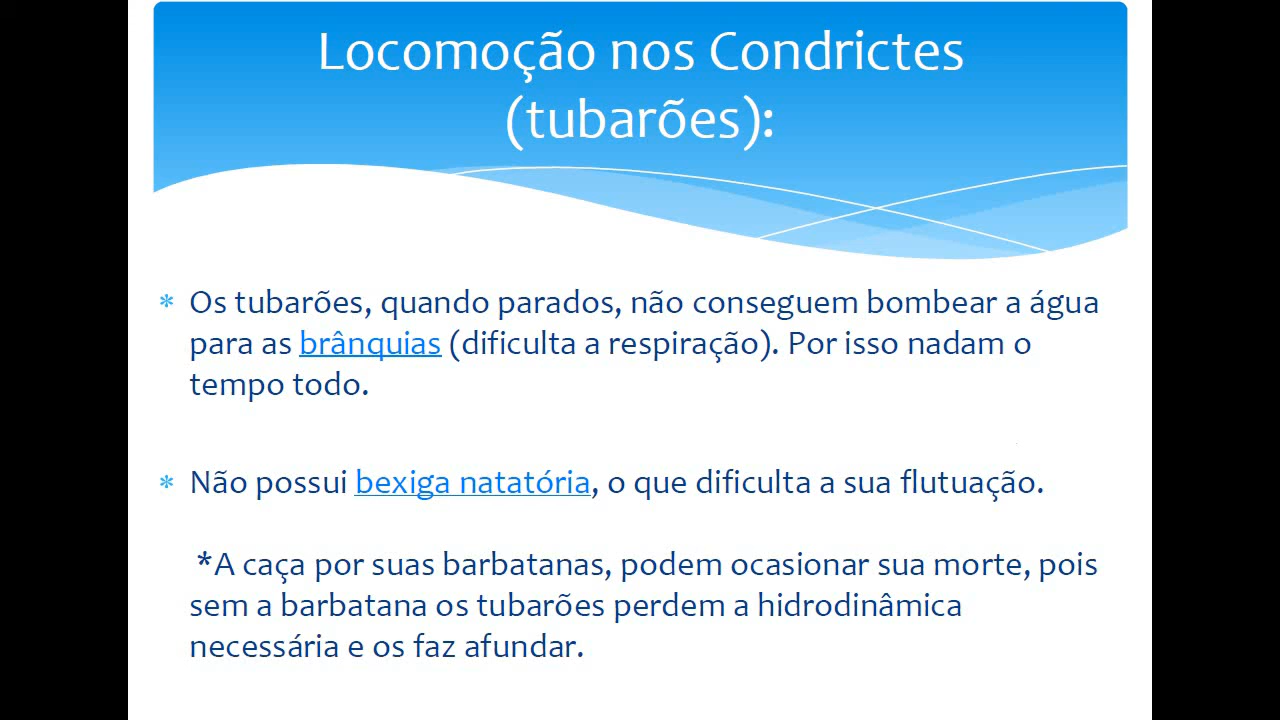 Locomoção nos Condrictes
(tubarões):
* Os tubarões, quando parados, não conseguem bombear a água
para as brânquias (dificulta a respiração). Por isso nadam o
tempo todo.
* Não possui bexiga natatória, o que dificulta a sua flutuação.
*A caça por suas barbatanas, podem ocasionar sua morte, pois
sem a barbatana os tubarões perdem a hidrodinâmica
necessária e os faz afundar.